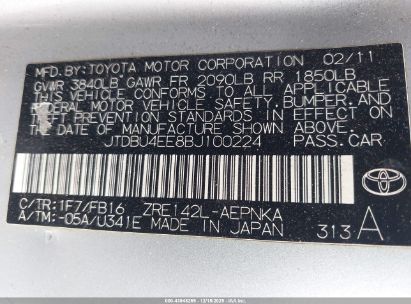 MFD.BY:TOYOTA MOTOR CORPORATION 02/11
GVWR 3840LB GAWR FR 2090LB RR 1850LB
THIS VEHICLE CONFORMS TO ALL APPLICABLE
FEDERAL MOTOR VEHICLE SAFETY, BUMPER, AND
THEFT PREVENTION STANDARDS IN EFFECT ON
THE DATE OF MANUFACTURE SHOWN ABOVE.
JTDBU4EE8BJ100224 PASS.CAR
C/TR:1F7/FB16 ZRE142L-AEPNKA
A/TM:-05A/U341E MADE IN JAPAN 313 A
TOYOTA